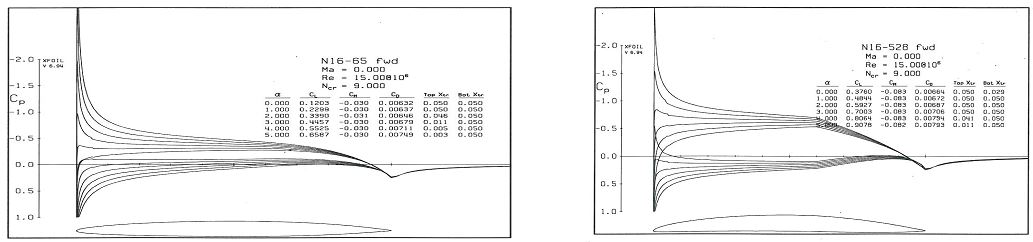 XFOIL
V 6.94
N16-65 fwd
Ma = 0.000
Re = 15.000·10⁶
Ncr = 9.000
α CL CM CD Top Xtr Bot Xtr
0.000 0.1203 -0.030 0.00632 0.050 0.050
1.000 0.2299 -0.030 0.00637 0.050 0.050
2.000 0.3390 -0.031 0.00646 0.046 0.050
3.000 0.4457 -0.030 0.00679 0.011 0.050
4.000 0.5525 -0.030 0.00711 0.005 0.050
5.000 0.6587 -0.030 0.00749 0.003 0.050
-2.0
-1.5
CP
-1.0
-0.5
0.0
0.5
1.0
XFOIL
V 6.94
N16-528 fwd
Ma = 0.000
Re = 15.000·10⁶
Ncr = 9.000
α CL CM CD Top Xtr Bot Xtr
0.000 0.3760 -0.083 0.00664 0.050 0.029
1.000 0.4844 -0.083 0.00672 0.050 0.050
2.000 0.5927 -0.083 0.00687 0.050 0.050
3.000 0.7003 -0.083 0.00706 0.050 0.050
0.8064 -0.083 0.00734 0.041 0.050
0.9078 -0.082 0.00793 0.011 0.050
-2.0
-1.5
CP
-1.0
-0.5
0.0
0.5
1.0